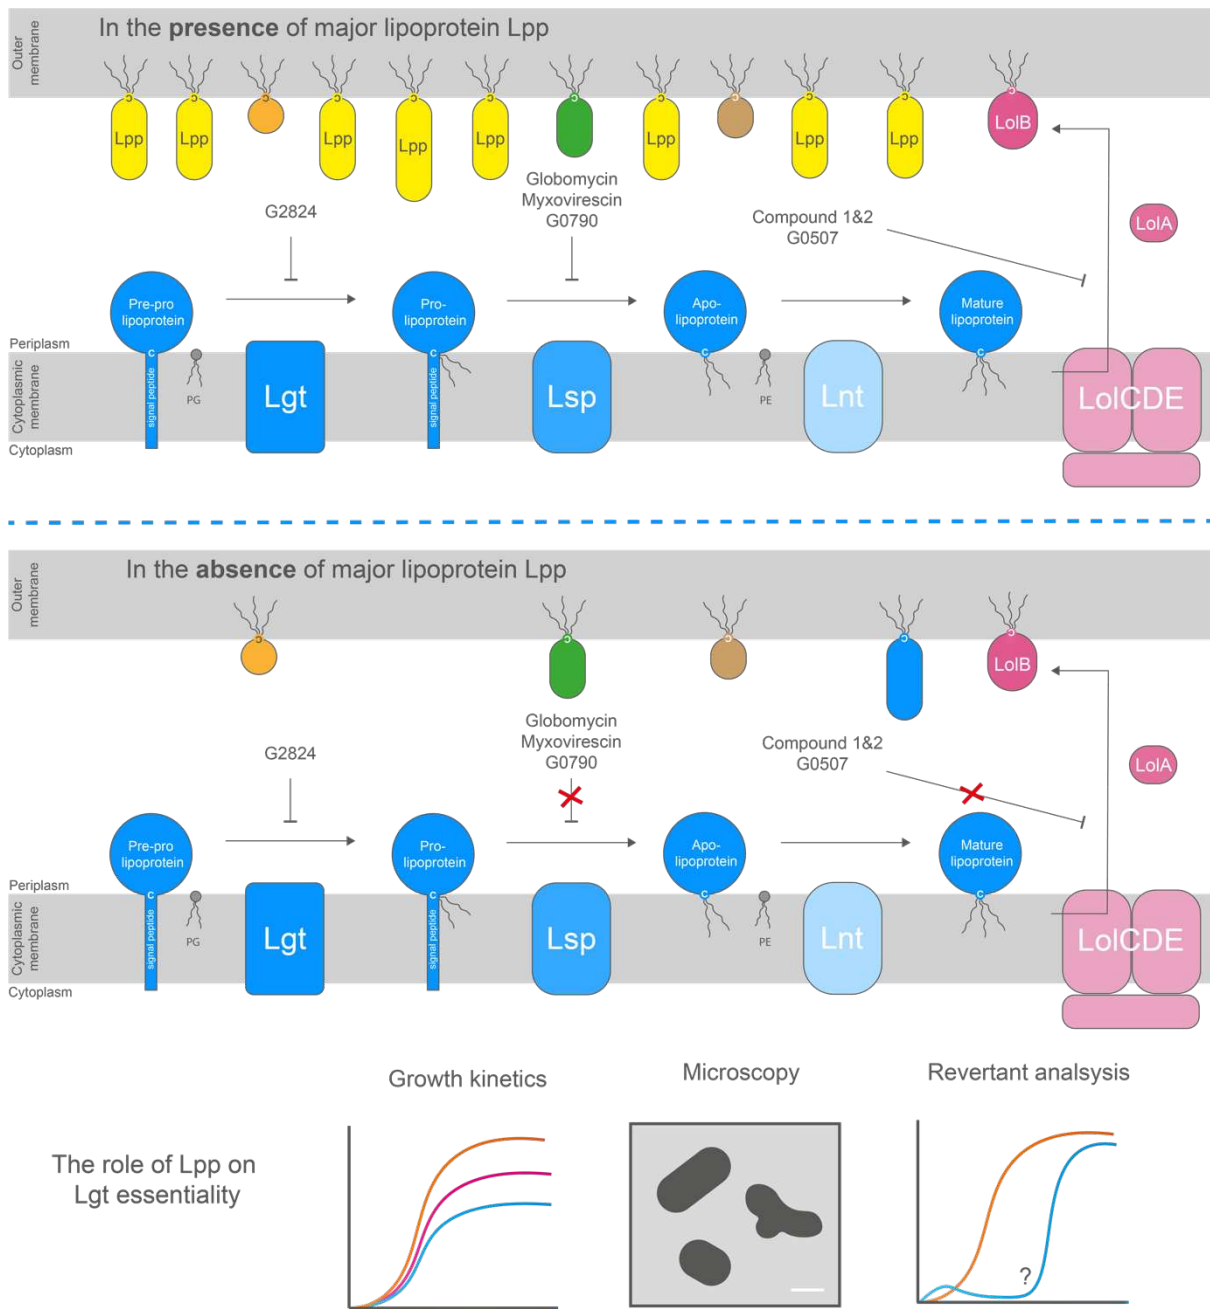 In the presence of major lipoprotein Lpp
Outer
membrane
C
C
C
C
C
C
C
C
C
C
C
C
Lpp
Lpp
Lpp
Lpp
Lpp
Lpp
Lpp
Lpp
LolB
Globomycin
Myxovirescin
G0790
G2824
Compound 1&2
G0507
LolA
Pre-pro
lipoprotein
Pro-
lipoprotein
Apo-
lipoprotein
Mature
lipoprotein
Periplasm
Cytoplasmic
membrane
Cytoplasm
C
signal peptide
PG
Lgt
C
signal peptide
Lsp
C
PE
Lnt
C
LolCDE
In the absence of major lipoprotein Lpp
Outer
membrane
C
C
C
C
C
LolB
Globomycin
Myxovirescin
G0790
G2824
Compound 1&2
G0507
LolA
Pre-pro
lipoprotein
Pro-
lipoprotein
Apo-
lipoprotein
Mature
lipoprotein
Periplasm
Cytoplasmic
membrane
Cytoplasm
C
signal peptide
PG
Lgt
C
signal peptide
Lsp
C
PE
Lnt
C
LolCDE
Growth kinetics
Microscopy
Revertant analsysis
The role of Lpp on
Lgt essentiality
?